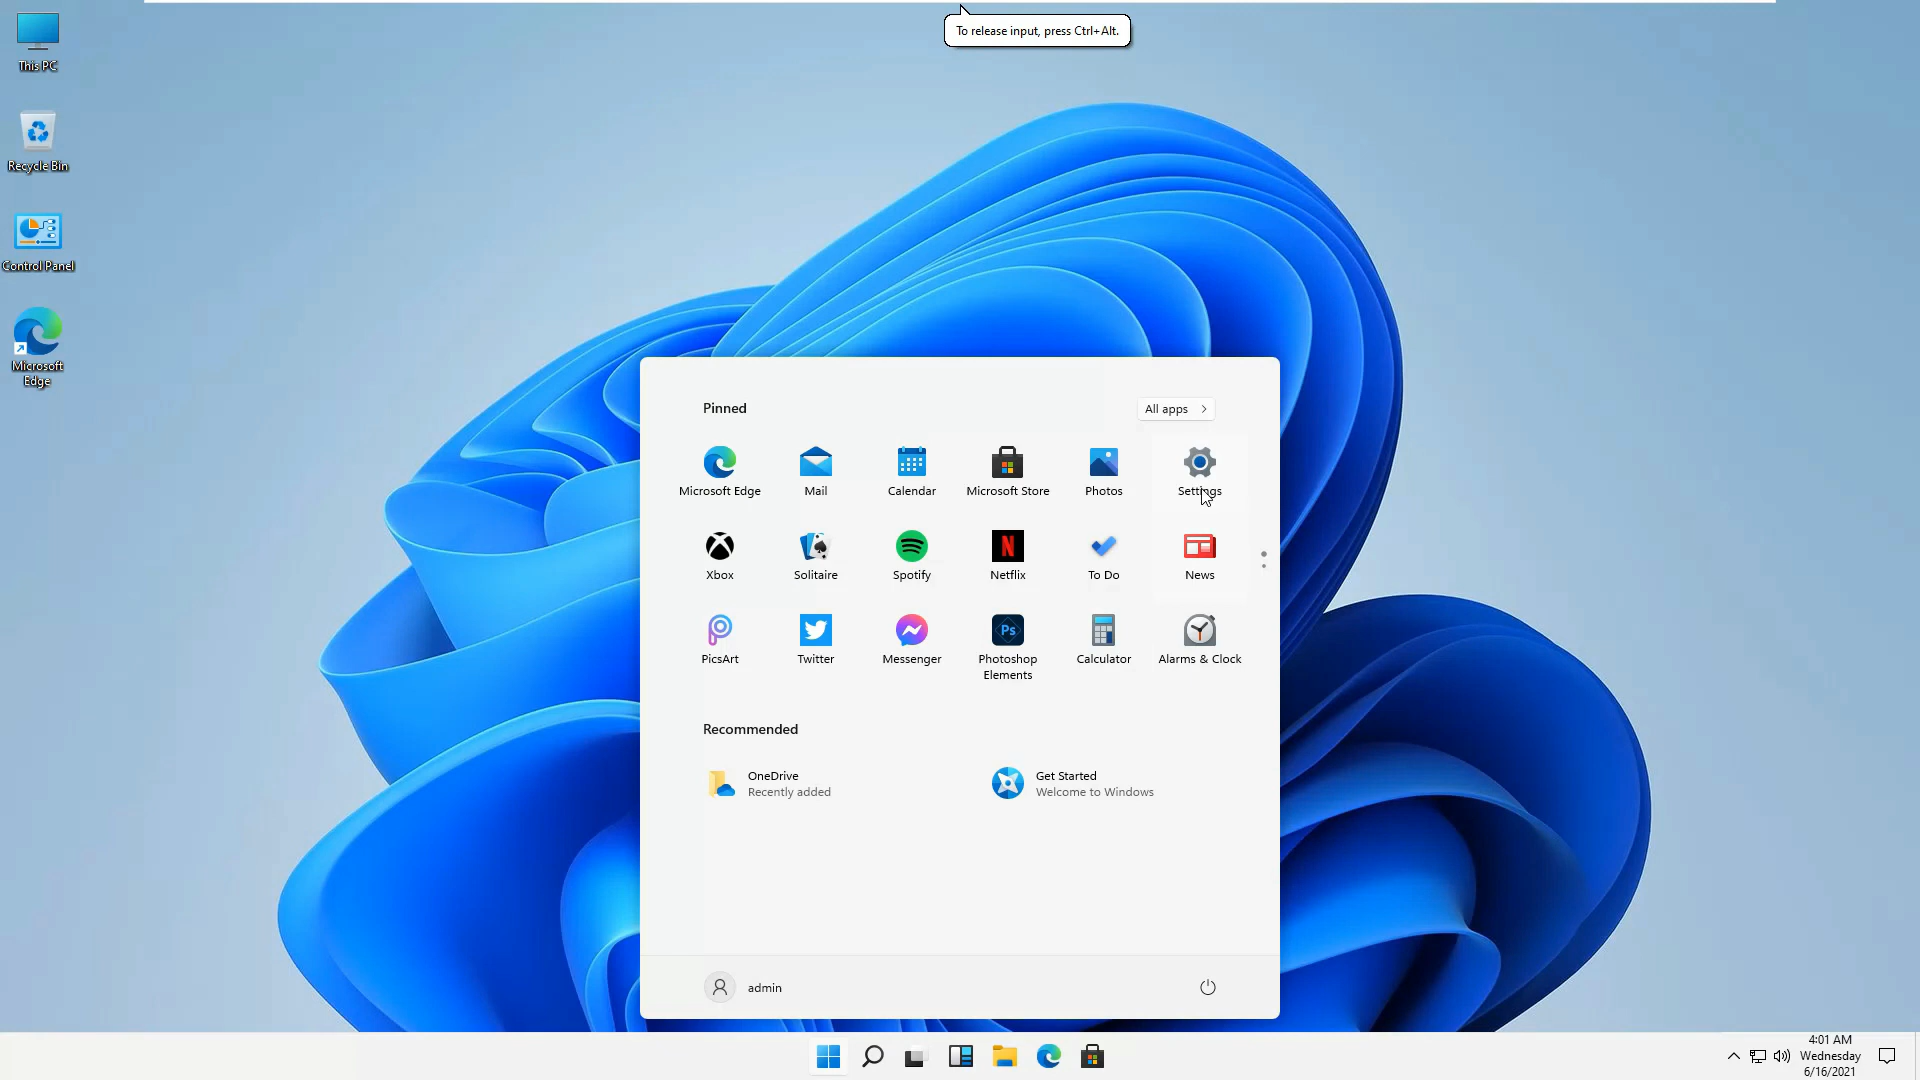 To release input, press Ctrl+Alt.
This PC
Recycle Bin
Control Panel
Microsoft
Edge
Pinned
All apps
Microsoft Edge
Mail
Calendar
Microsoft Store
Photos
Settings
Xbox
Solitaire
Spotify
N
Netflix
To Do
News
PicsArt
Twitter
Messenger
Ps
Photoshop
Elements
Calculator
Alarms & Clock
Recommended
OneDrive
Recently added
Get Started
Welcome to Windows
admin
4:01 AM
Wednesday
6/16/2021